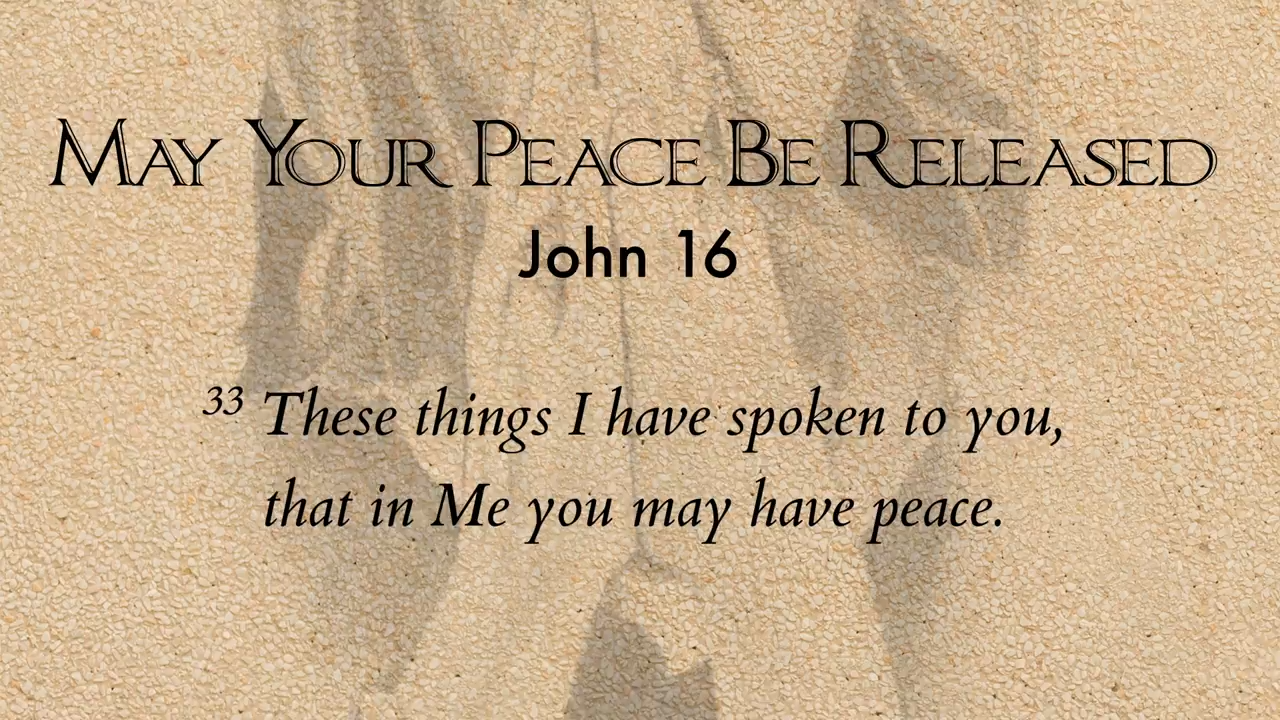 May Your Peace Be Released
John 16
33 These things I have spoken to you,
that in Me you may have peace.